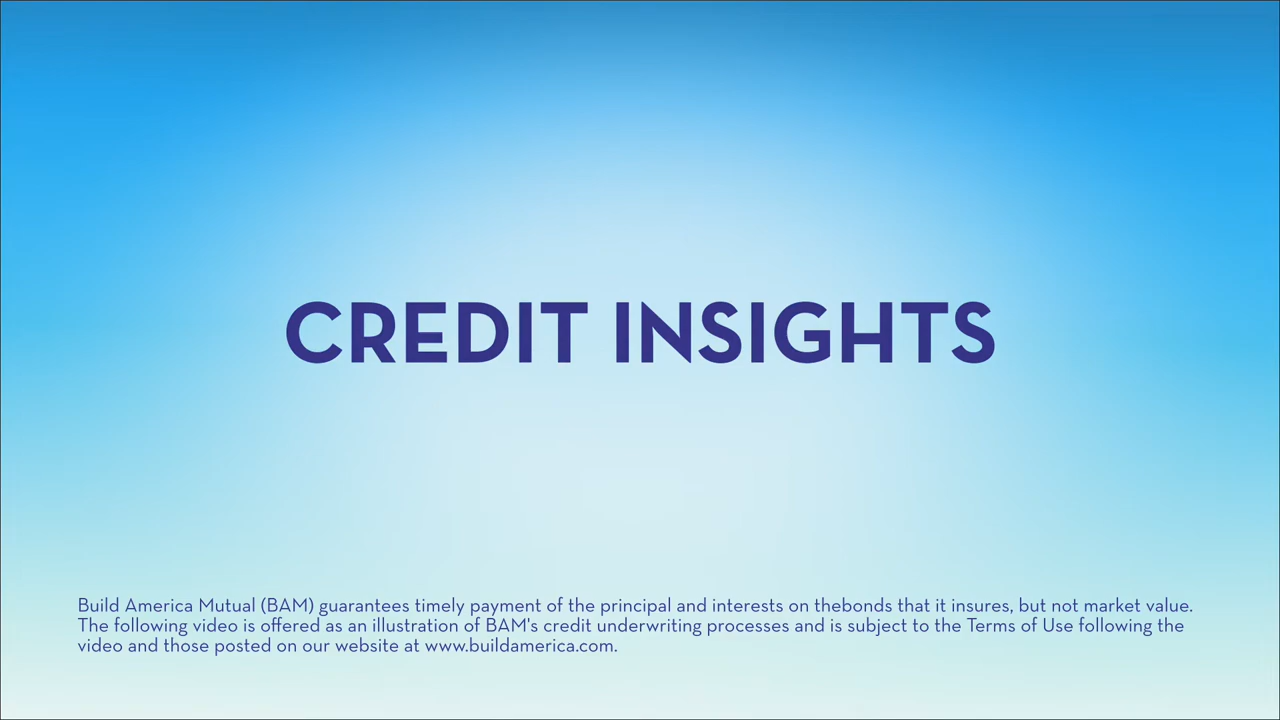 CREDIT INSIGHTS
Build America Mutual (BAM) guarantees timely payment of the principal and interests on thebonds that it insures, but not market value.
The following video is offered as an illustration of BAM's credit underwriting processes and is subject to the Terms of Use following the
video and those posted on our website at www.buildamerica.com.